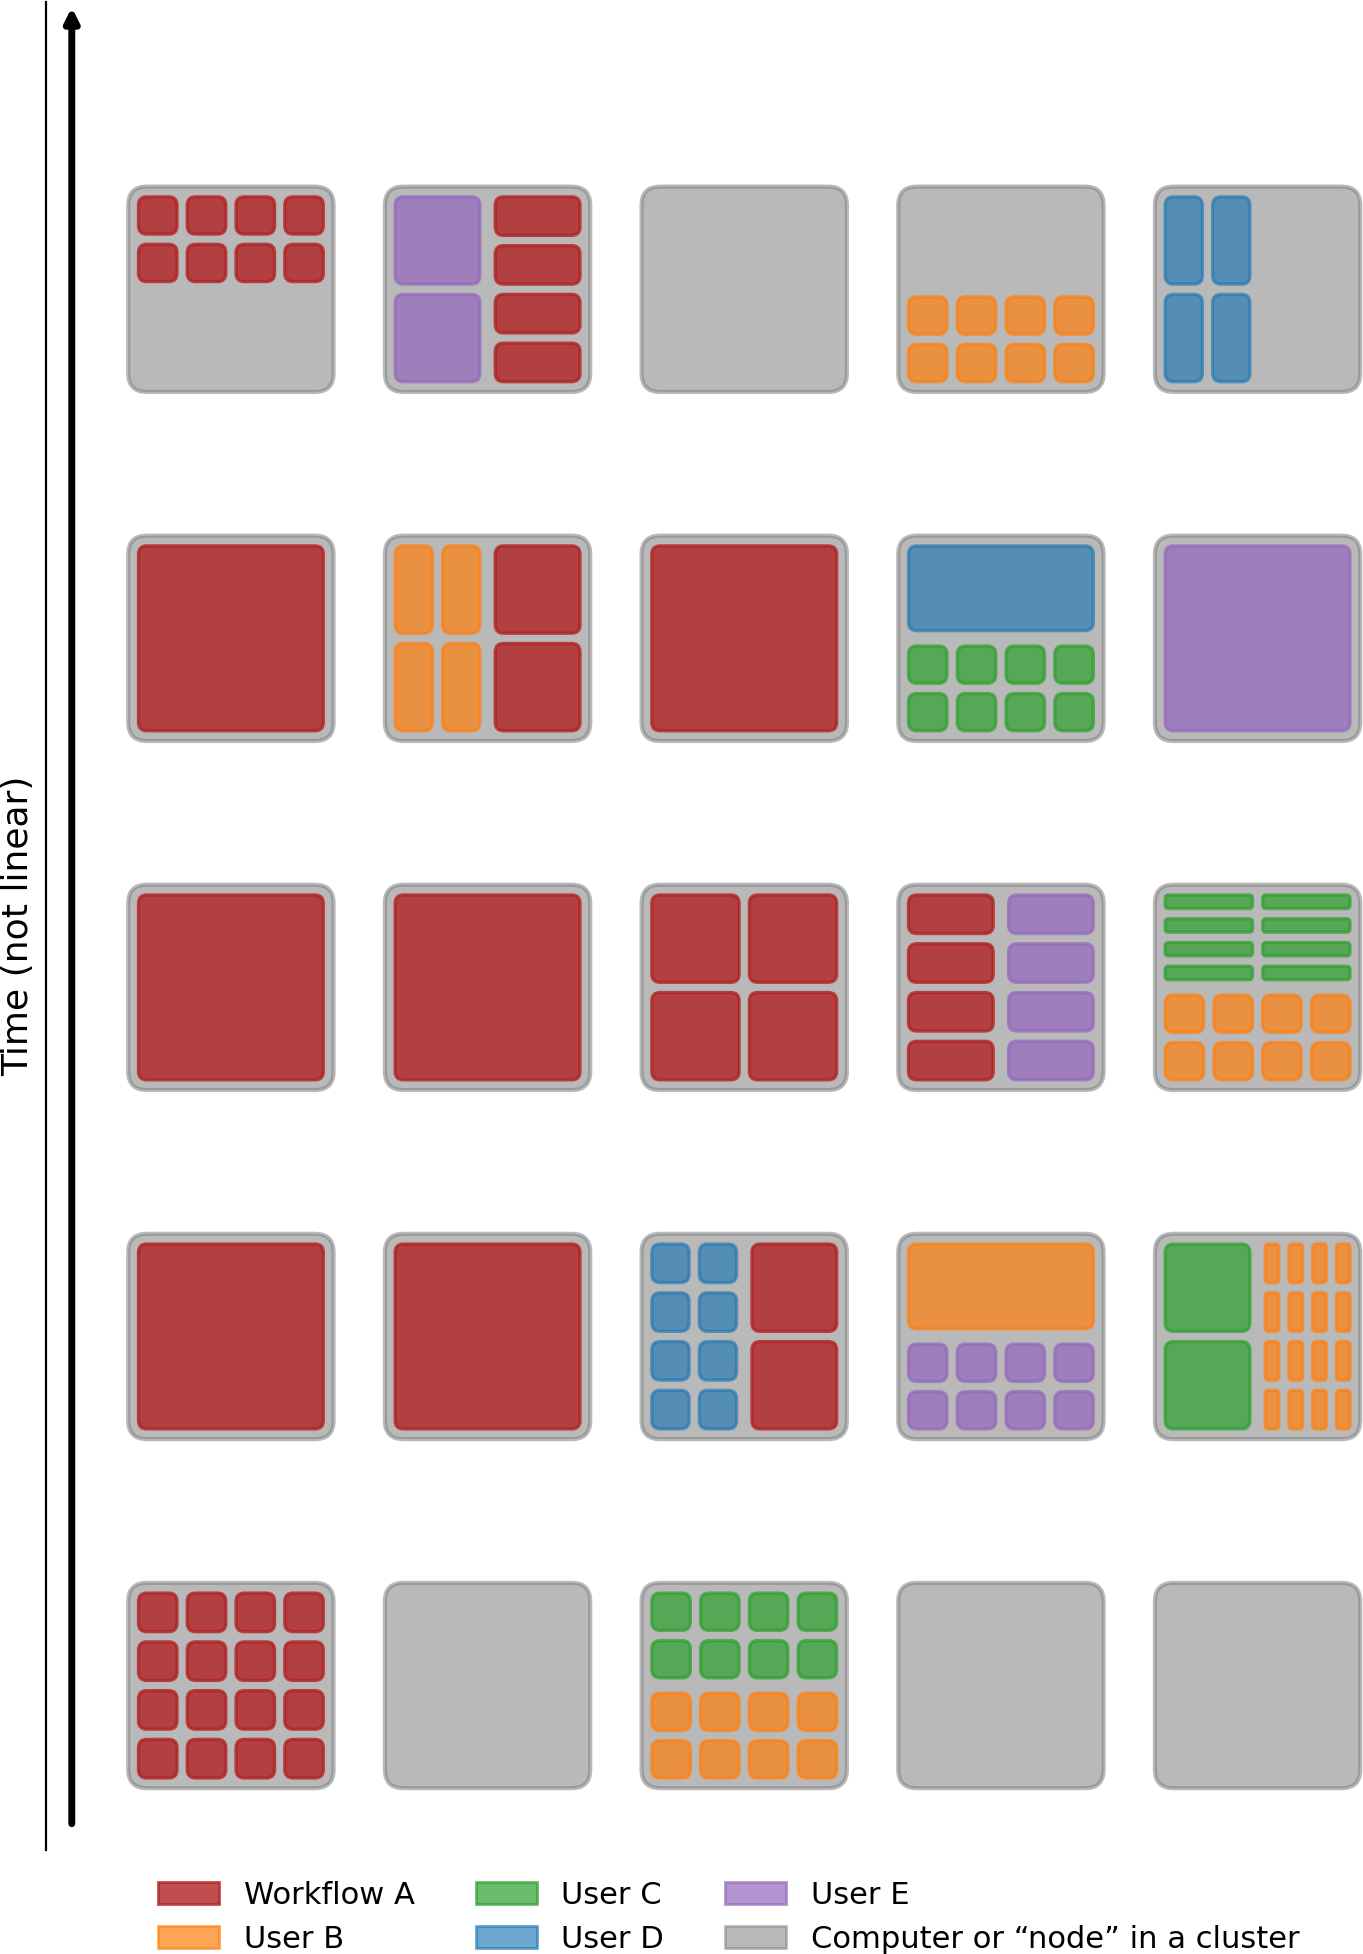 Time (not linear)
Workflow A
User B
User C
User D
User E
Computer or “node” in a cluster